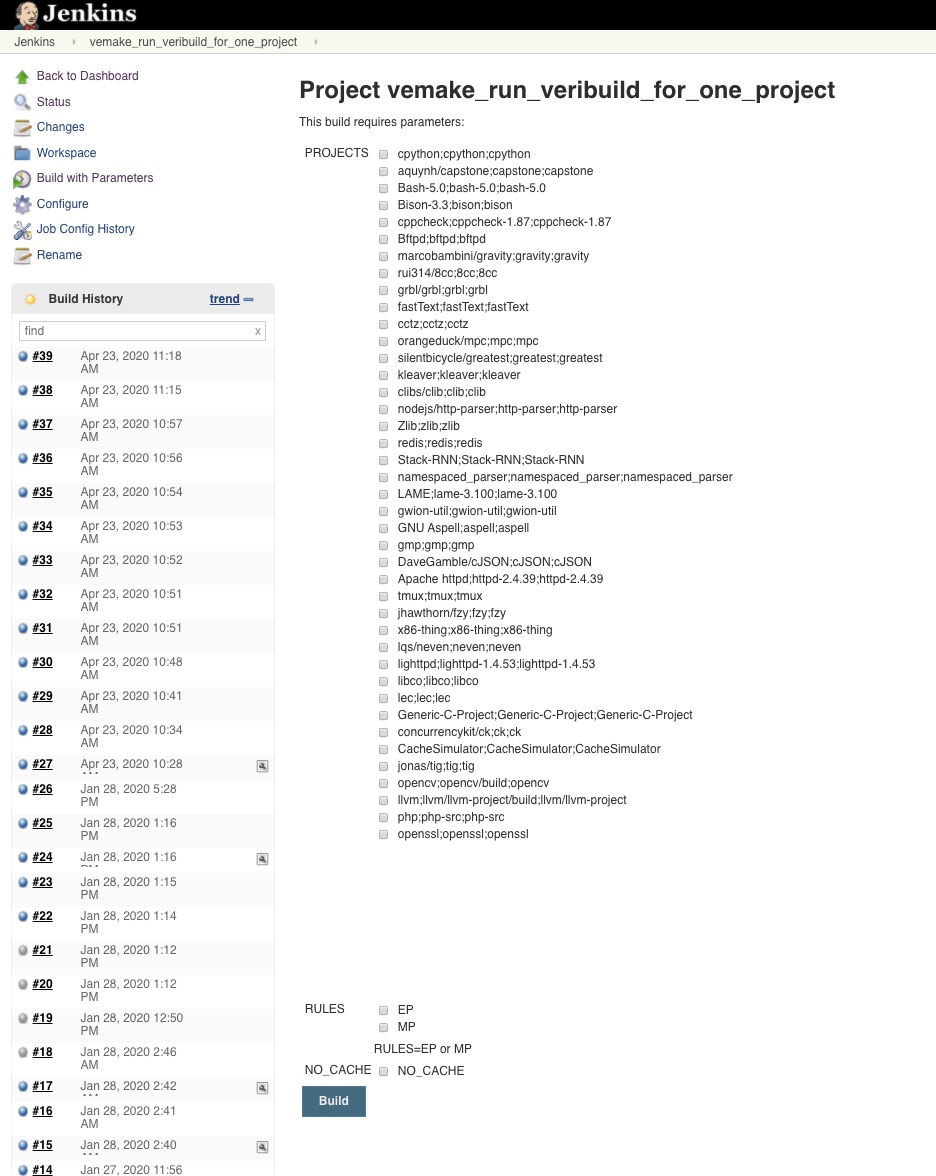 Jenkins
Jenkins
vemake_run_veribuild_for_one_project
Back to Dashboard
Status
Changes
Workspace
Build with Parameters
Configure
Job Config History
Rename
Build History
trend
find
x
#39 Apr 23, 2020 11:18
AM
#38 Apr 23, 2020 11:15
AM
#37 Apr 23, 2020 10:57
AM
#36 Apr 23, 2020 10:56
AM
#35 Apr 23, 2020 10:54
AM
#34 Apr 23, 2020 10:53
AM
#33 Apr 23, 2020 10:52
AM
#32 Apr 23, 2020 10:51
AM
#31 Apr 23, 2020 10:51
AM
#30 Apr 23, 2020 10:48
AM
#29 Apr 23, 2020 10:41
AM
#28 Apr 23, 2020 10:34
AM
#27 Apr 23, 2020 10:28
#26 Jan 28, 2020 5:28
PM
#25 Jan 28, 2020 1:16
PM
#24 Jan 28, 2020 1:16
#23 Jan 28, 2020 1:15
PM
#22 Jan 28, 2020 1:14
PM
#21 Jan 28, 2020 1:12
PM
#20 Jan 28, 2020 1:12
PM
#19 Jan 28, 2020 12:50
PM
#18 Jan 28, 2020 2:46
AM
#17 Jan 28, 2020 2:42
#16 Jan 28, 2020 2:41
AM
#15 Jan 28, 2020 2:40
#14 Jan 27, 2020 11:56
Project vemake_run_veribuild_for_one_project
This build requires parameters:
PROJECTS
cpython;cpython;cpython
aquynh/capstone;capstone;capstone
Bash-5.0;bash-5.0;bash-5.0
Bison-3.3;bison;bison
cppcheck;cppcheck-1.87;cppcheck-1.87
Bftpd;bftpd;bftpd
marcobambini/gravity;gravity;gravity
rui314/8cc;8cc;8cc
grbl/grbl;grbl;grbl
fastText;fastText;fastText
cctz;cctz;cctz
orangeduck/mpc;mpc;mpc
silentbicycle/greatest;greatest;greatest
kleaver;kleaver;kleaver
clibs/clib;clib;clib
nodejs/http-parser;http-parser;http-parser
Zlib;zlib;zlib
redis;redis;redis
Stack-RNN;Stack-RNN;Stack-RNN
namespaced_parser;namespaced_parser;namespaced_parser
LAME;lame-3.100;lame-3.100
gwion-util;gwion-util;gwion-util
GNU Aspell;aspell;aspell
gmp;gmp;gmp
DaveGamble/cJSON;cJSON;cJSON
Apache httpd;httpd-2.4.39;httpd-2.4.39
tmux;tmux;tmux
jhawthorn/fzy;fzy;fzy
x86-thing;x86-thing;x86-thing
lqs/neven;neven;neven
lighttpd;lighttpd-1.4.53;lighttpd-1.4.53
libco;libco;libco
lec;lec;lec
Generic-C-Project;Generic-C-Project;Generic-C-Project
concurrencykit/ck;ck;ck
CacheSimulator;CacheSimulator;CacheSimulator
jonas/tig;tig;tig
opencv;opencv/build;opencv
llvm;llvm/llvm-project/build;llvm/llvm-project
php;php-src;php-src
openssl;openssl;openssl
RULES
EP
MP
RULES=EP or MP
NO_CACHE
NO_CACHE
Build